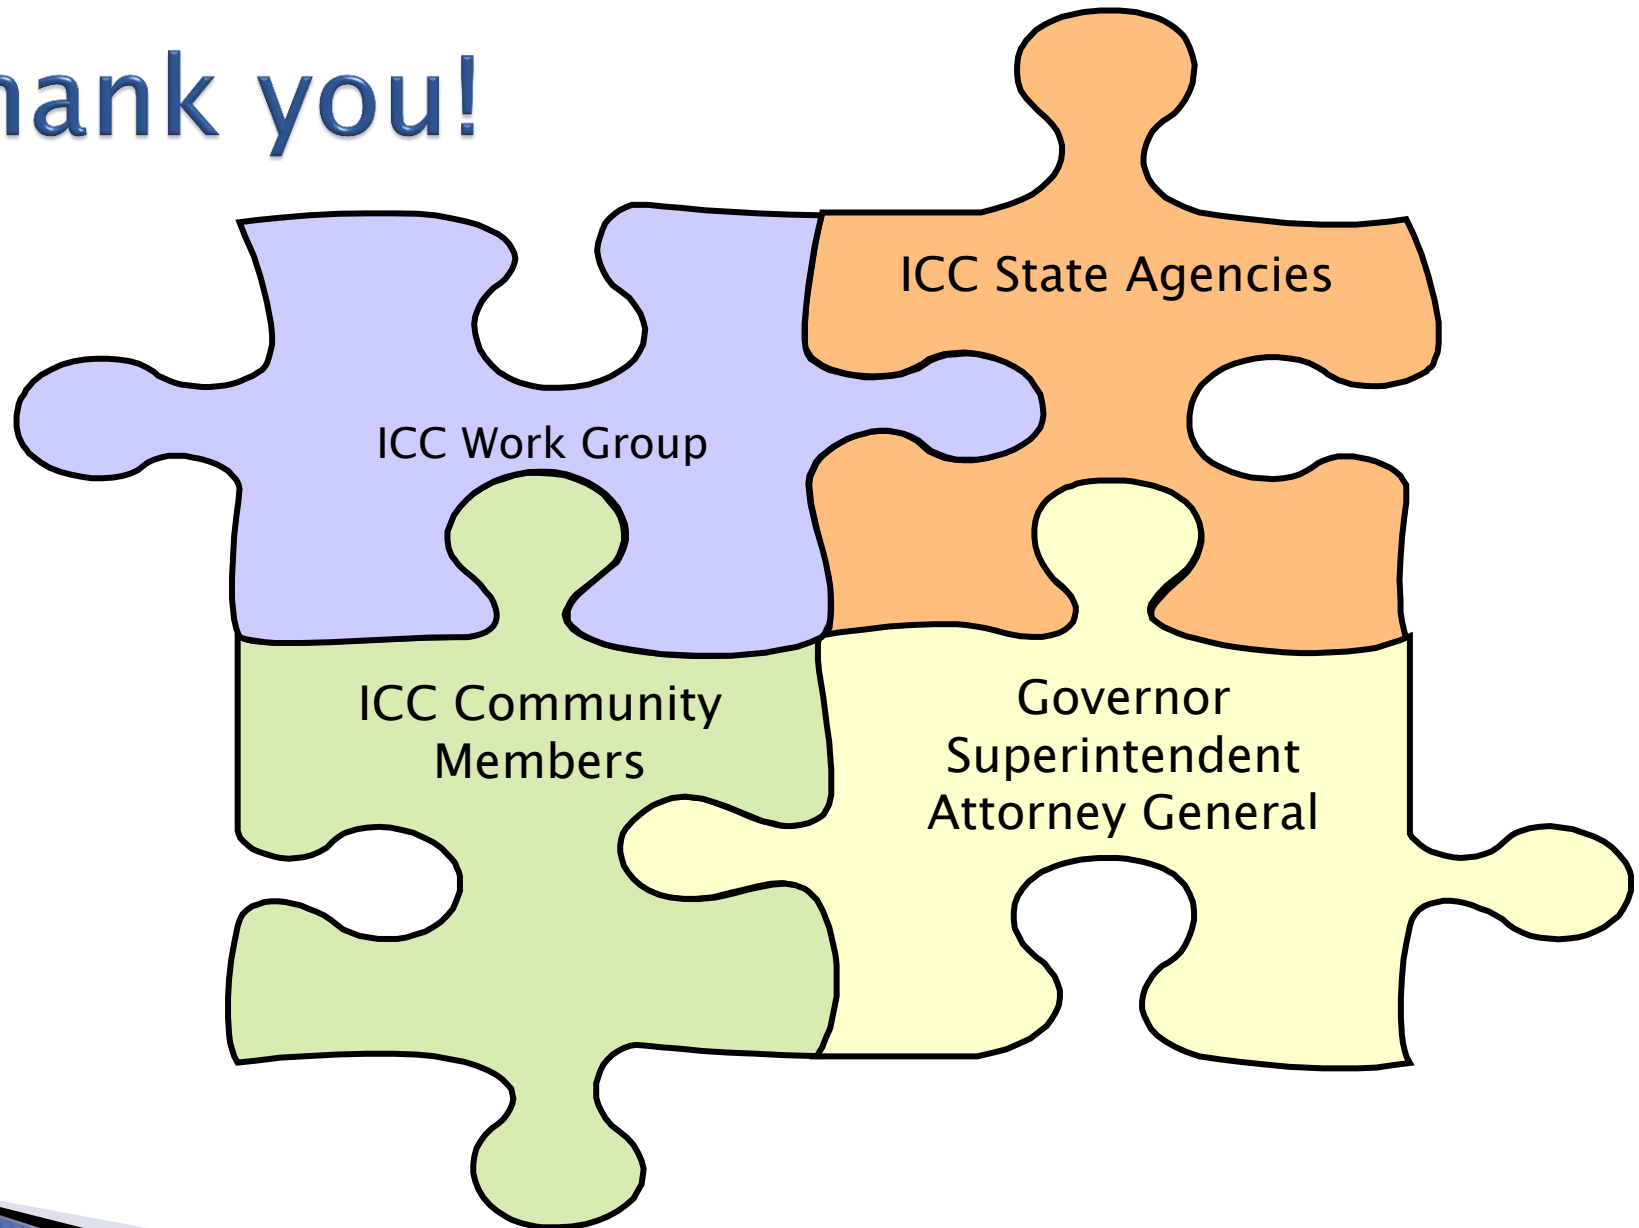 hank you!
ICC State Agencies
ICC Work Group
ICC Community
Members
Governor
Superintendent
Attorney General